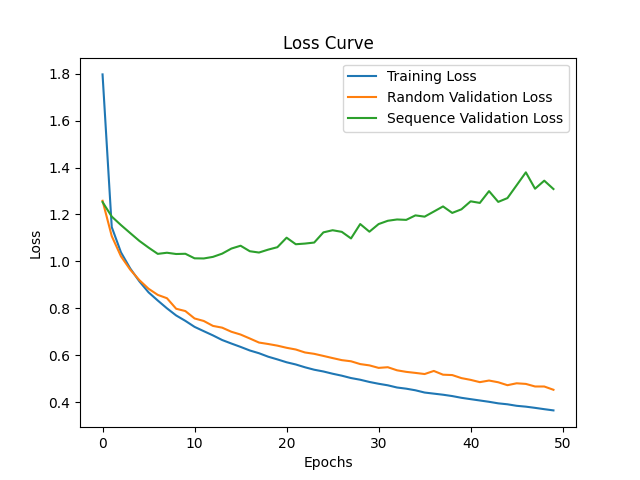 Loss Curve
Training Loss
Random Validation Loss
Sequence Validation Loss
1.8
1.6
1.4
1.2
1.0
0.8
0.6
0.4
Loss
0 10 20 30 40 50
Epochs